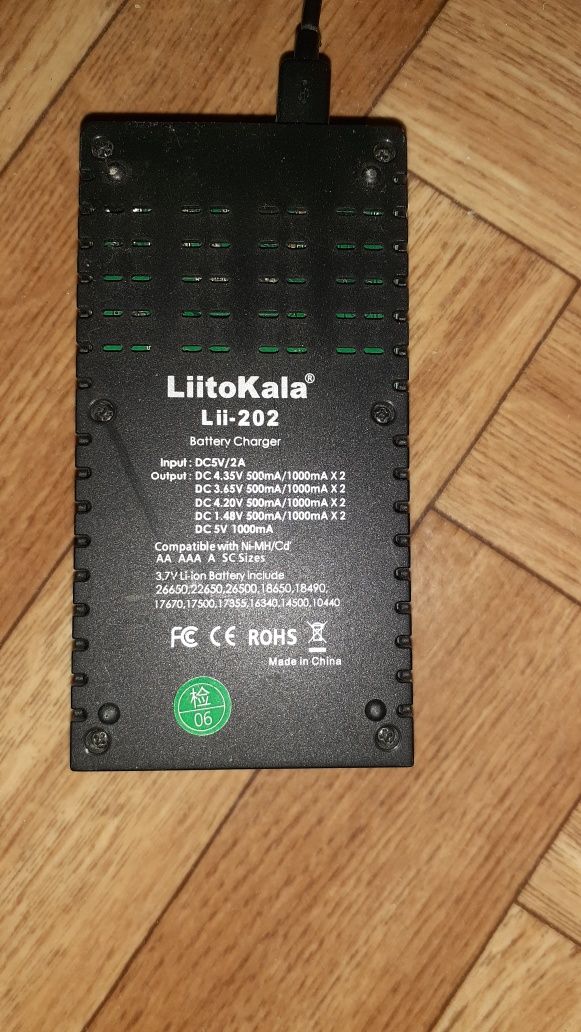 LiitoKala®
Lii-202
Battery Charger
Input : DC5V/2A
Output : DC 4.35V 500mA/1000mA X 2
DC 3.65V 500mA/1000mA X 2
DC 4.20V 500mA/1000mA X 2
DC 1.48V 500mA/1000mA X 2
DC 5V 1000mA
Compatible with Ni-MH/Cd'
AA AAA A SC Sizes
3.7V Li-ion Battery include
26650,22650,26500,18650,18490,
17670,17500,17355,16340,14500,10440
FC CE ROHS
Made in China
检
06